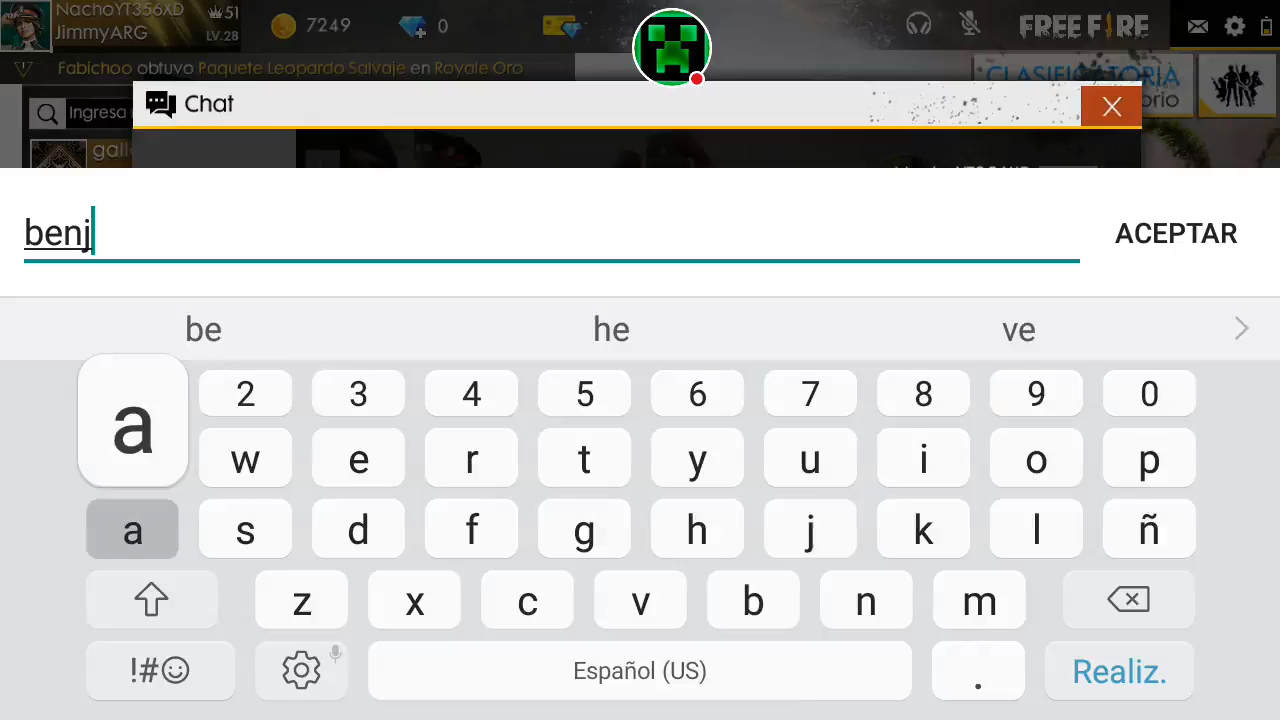 NachoYT356XD
JimmyARG
51
LV.28
7249
0
FREE FIRE
Fabichoo obtuvo Paquete Leopardo Salvaje en Royale Oro
CLASIFICATORIA
Ingresa
Chat
X
benj
ACEPTAR
be he ve
a 2 3 4 5 6 7 8 9 0
w e r t y u i o p
a s d f g h j k l ñ
z x c v b n m
!#☺ Español (US) . Realiz.